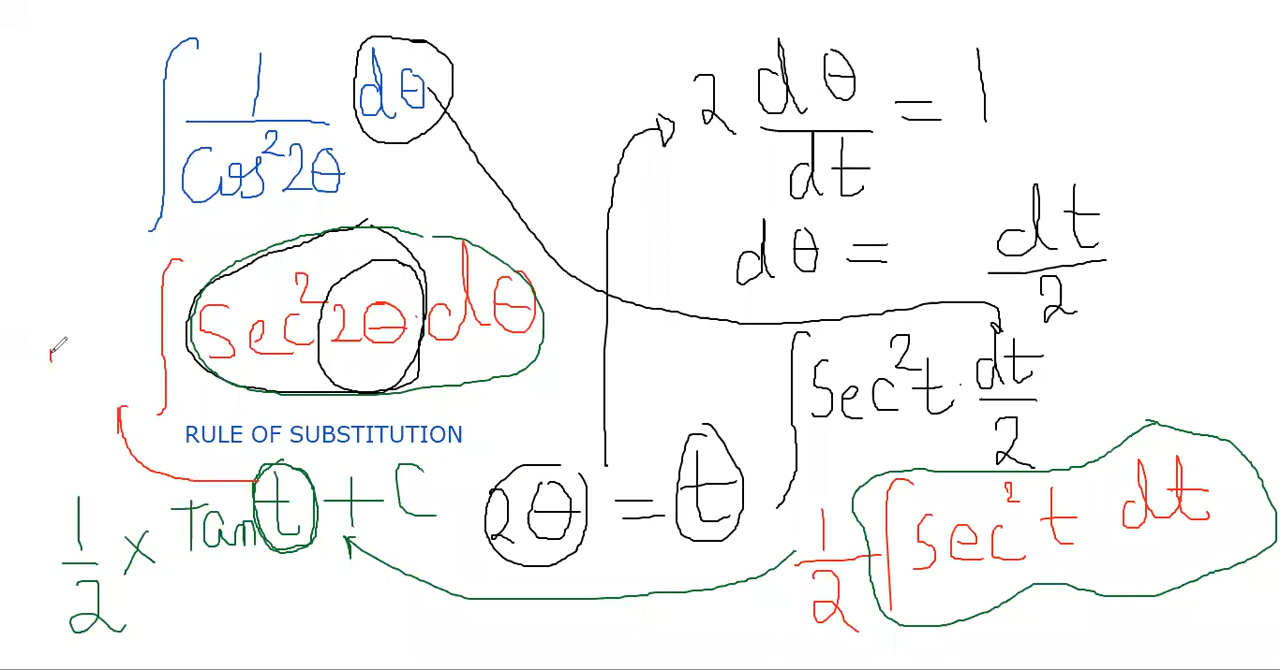 ∫ 1/Cos²2θ dθ
∫ Sec²2θ · dθ
RULE OF SUBSTITUTION
2θ = t
2 dθ/dt = 1
dθ = dt/2
∫ Sec²t · dt/2
1/2 ∫ Sec²t dt
1/2 × Tan t + C